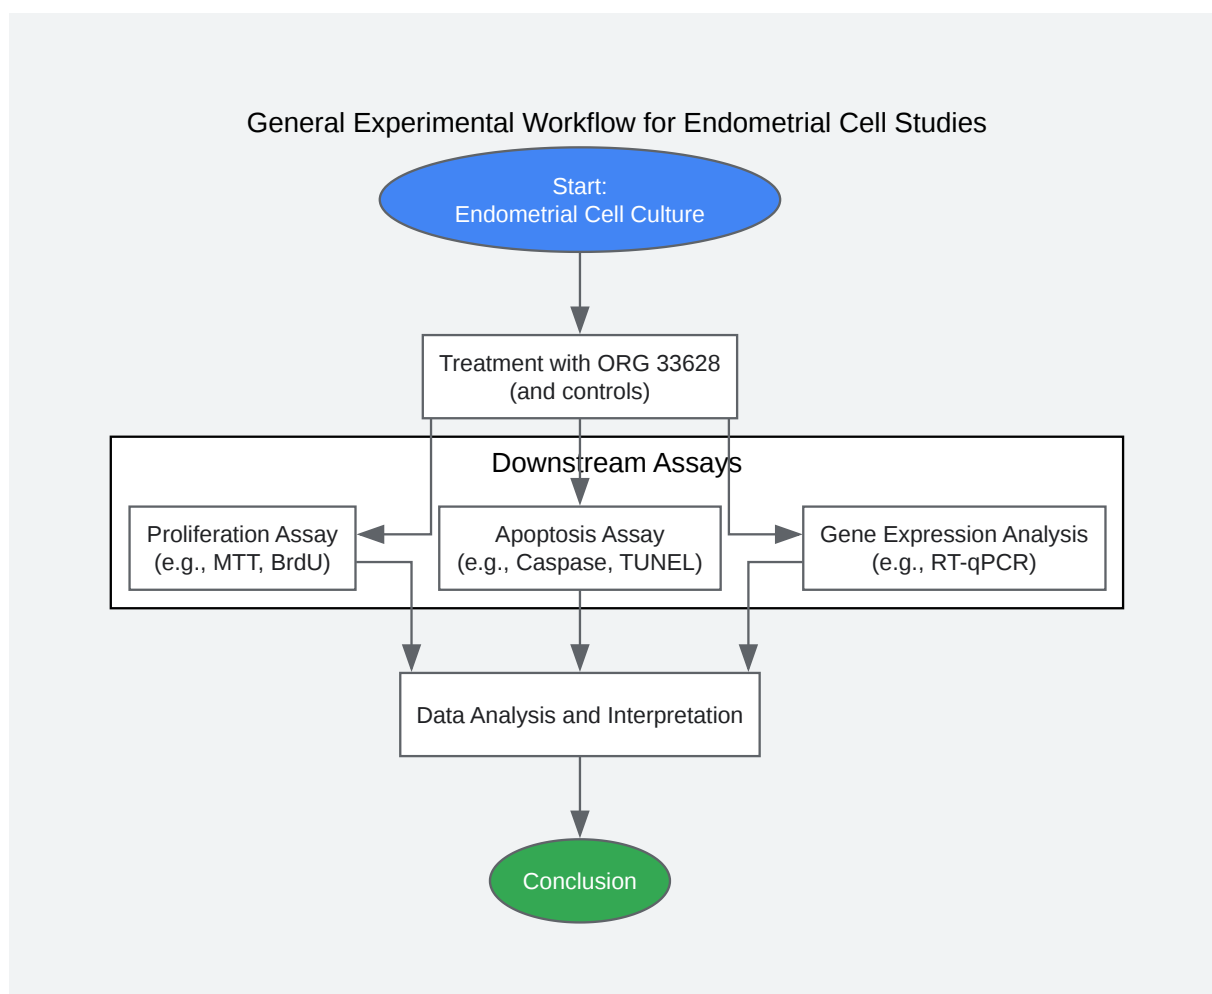 General Experimental Workflow for Endometrial Cell Studies
Start:
Endometrial Cell Culture
Treatment with ORG 33628
(and controls)
Downstream Assays
Proliferation Assay
(e.g., MTT, BrdU)
Apoptosis Assay
(e.g., Caspase, TUNEL)
Gene Expression Analysis
(e.g., RT-qPCR)
Data Analysis and Interpretation
Conclusion